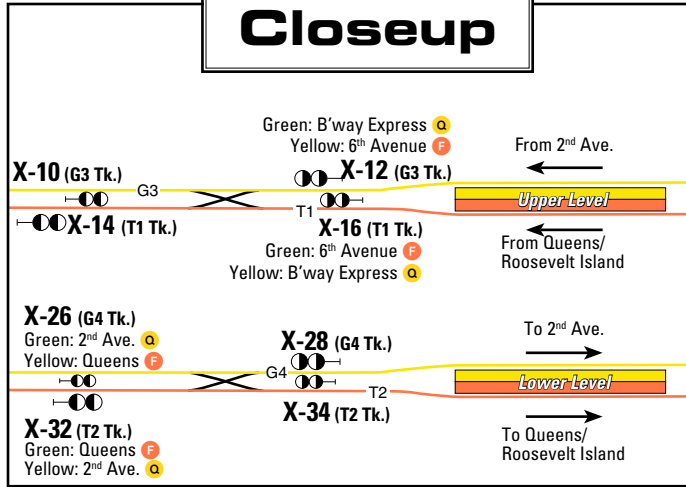 Closeup
Green: B'way Express Q
Yellow: 6th Avenue F
From 2nd Ave.
X-10 (G3 Tk.)
X-12 (G3 Tk.)
G3
Upper Level
T1
X-14 (T1 Tk.)
X-16 (T1 Tk.)
From Queens/
Roosevelt Island
Green: 6th Avenue F
Yellow: B'way Express Q
X-26 (G4 Tk.)
Green: 2nd Ave. Q
Yellow: Queens F
X-28 (G4 Tk.)
To 2nd Ave.
G4
Lower Level
T2
X-32 (T2 Tk.)
Green: Queens F
Yellow: 2nd Ave. Q
X-34 (T2 Tk.)
To Queens/
Roosevelt Island